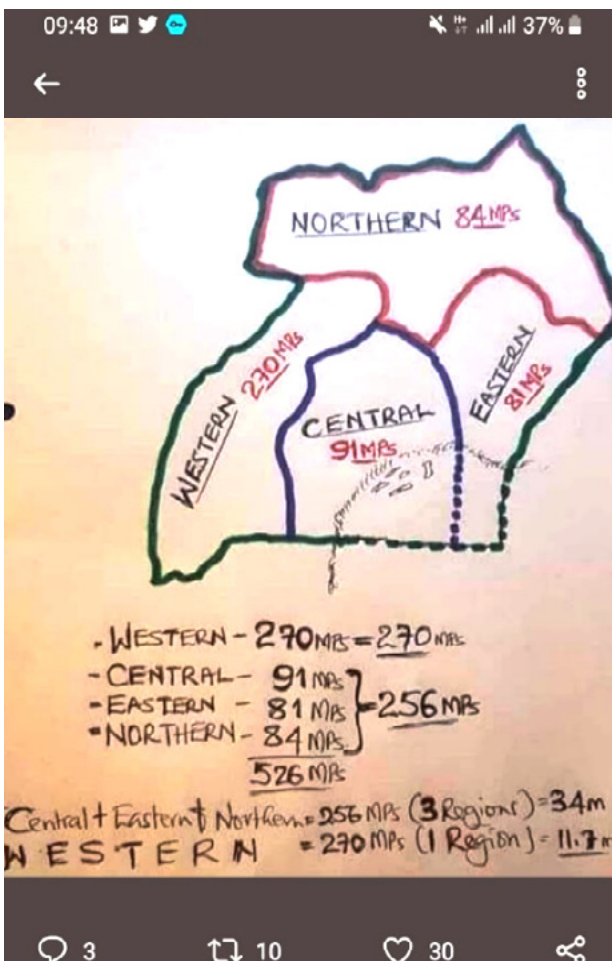 09:48 37%
NORTHERN 84MPs
WESTERN 270MPs
CENTRAL
91MPs
EASTERN
81MPs
. WESTERN - 270MPs = 270MPs
- CENTRAL - 91MPs
- EASTERN - 81MPs = 256MPs
- NORTHERN - 84MPs
526MPs
Central + Eastern + Northern = 256 MPs (3 Regions) = 34m
WESTERN = 270 MPs (1 Region) = 11.7m
3 10 30